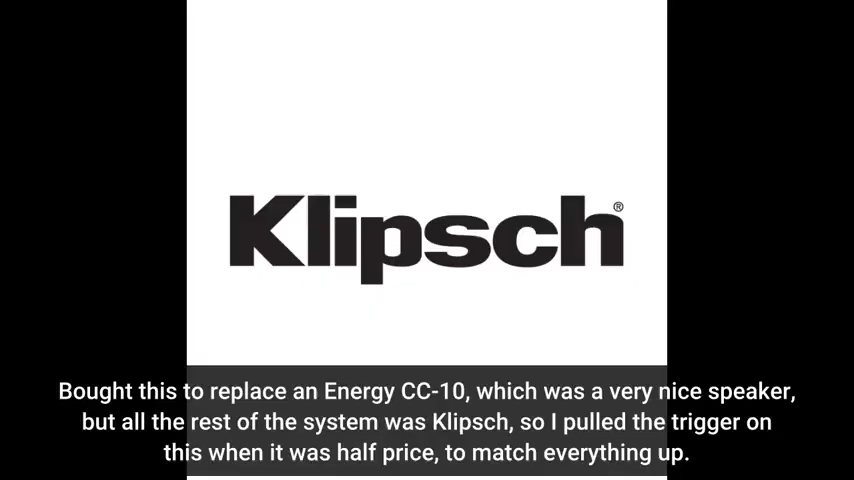 Klipsch®
Bought this to replace an Energy CC-10, which was a very nice speaker,
but all the rest of the system was Klipsch, so I pulled the trigger on
this when it was half price, to match everything up.